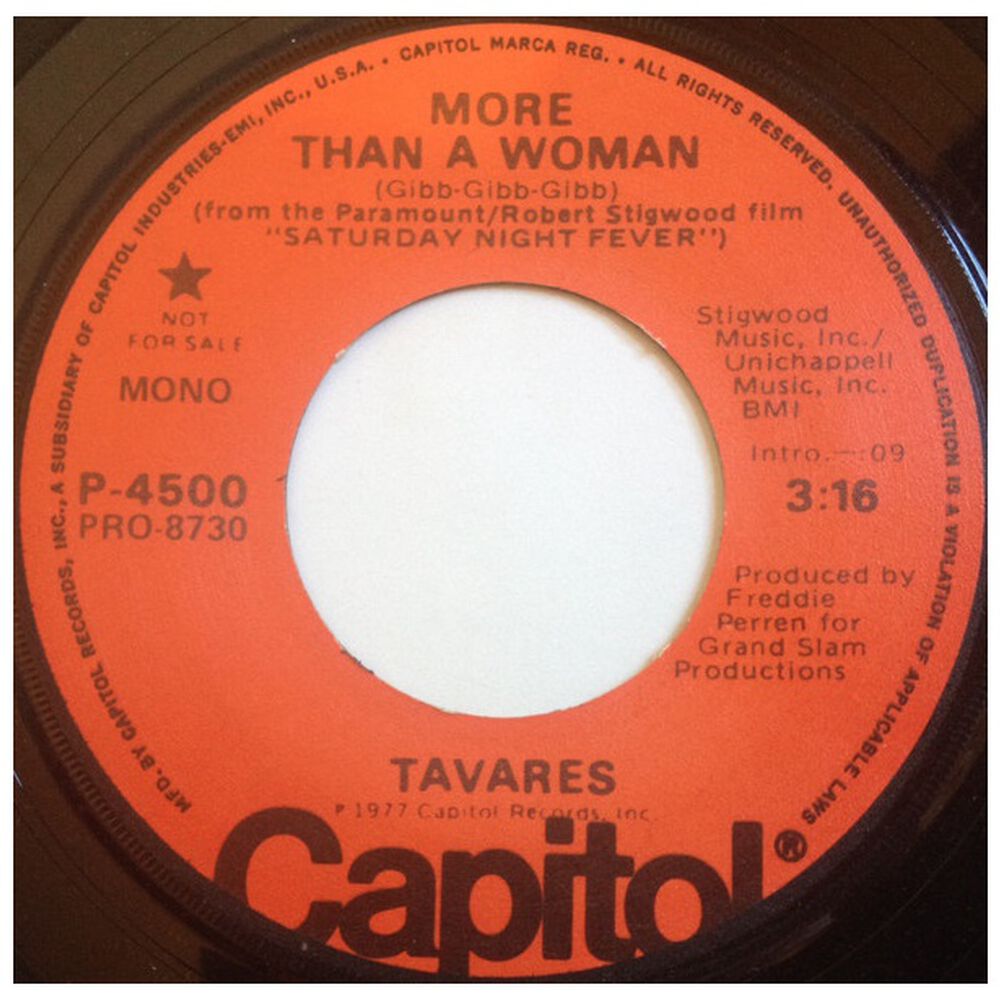 MFD. BY CAPITOL RECORDS, INC., A SUBSIDIARY OF CAPITOL INDUSTRIES-EMI, INC., U.S.A. • CAPITOL MARCA REG. • ALL RIGHTS RESERVED. UNAUTHORIZED DUPLICATION IS A VIOLATION OF APPLICABLE LAWS
MORE
THAN A WOMAN
(Gibb-Gibb-Gibb)
(from the Paramount/Robert Stigwood film
"SATURDAY NIGHT FEVER")
NOT
FOR SALE
MONO
P-4500
PRO-8730
Stigwood
Music, Inc./
Unichappell
Music, Inc.
BMI
Intro.—:09
3:16
Produced by
Freddie
Perren for
Grand Slam
Productions
TAVARES
℗ 1977 Capitol Records, Inc.
Capitol®